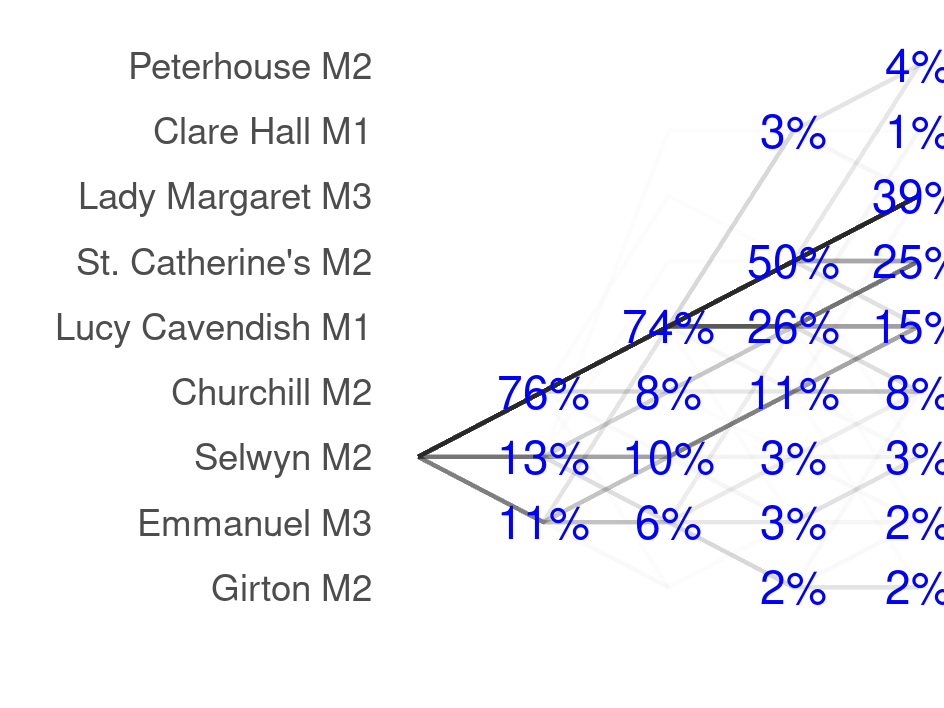 Peterhouse M2 4%
Clare Hall M1 3% 1%
Lady Margaret M3 39%
St. Catherine's M2 50% 25%
Lucy Cavendish M1 74% 26% 15%
Churchill M2 76% 8% 11% 8%
Selwyn M2 13% 10% 3% 3%
Emmanuel M3 11% 6% 3% 2%
Girton M2 2% 2%